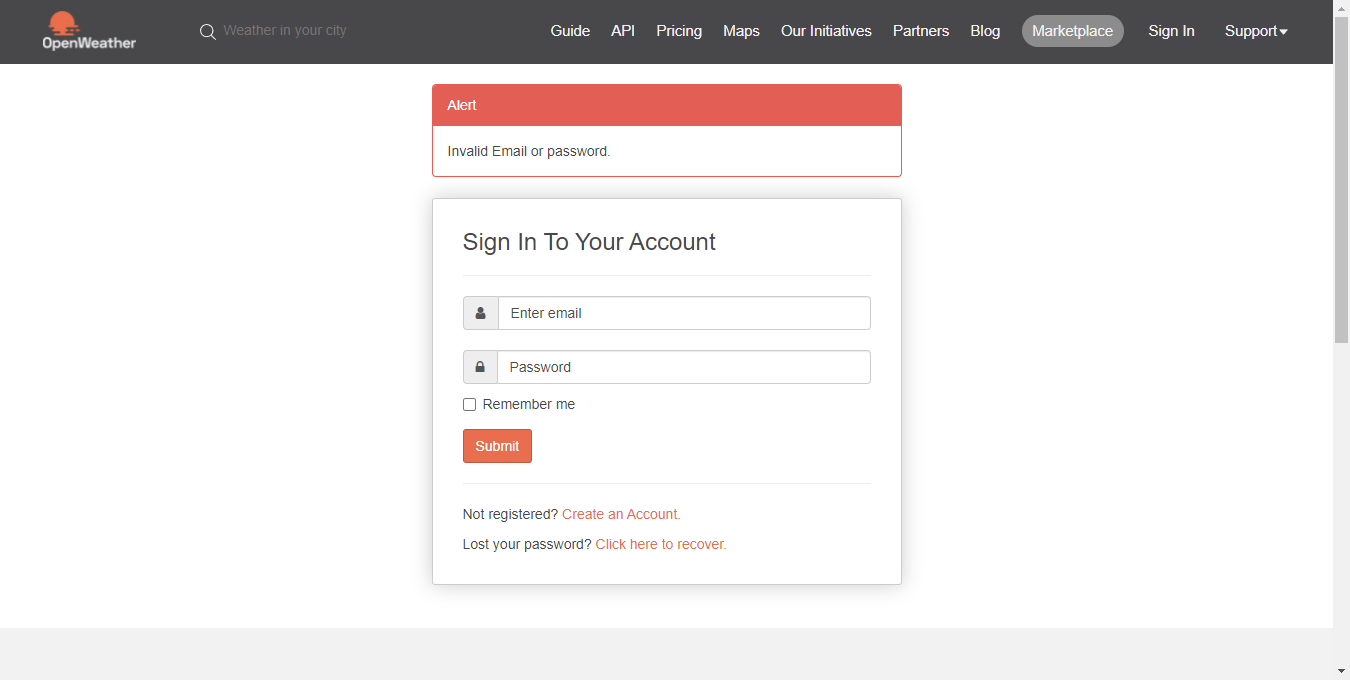 OpenWeather
Weather in your city
Guide API Pricing Maps Our Initiatives Partners Blog Marketplace Sign In Support
Alert
Invalid Email or password.
Sign In To Your Account
Enter email
Password
Remember me
Submit
Not registered? Create an Account.
Lost your password? Click here to recover.